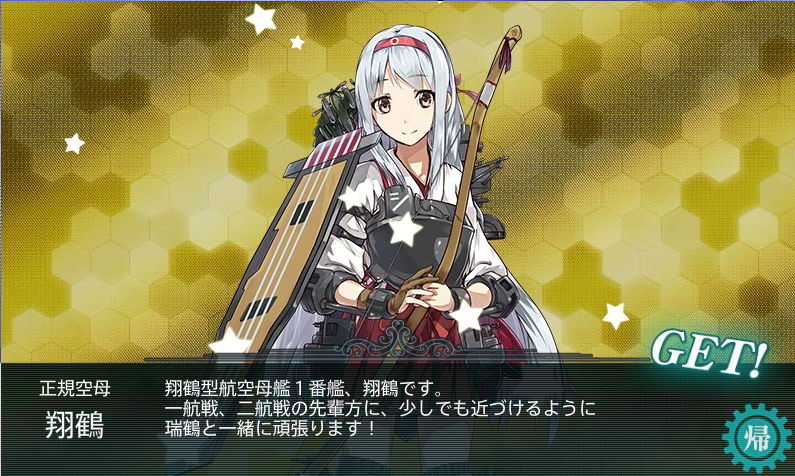 GET!
正規空母
翔鶴
翔鶴型航空母艦１番艦、翔鶴です。
一航戦、二航戦の先輩方に、少しでも近づけるように
瑞鶴と一緒に頑張ります！
帰